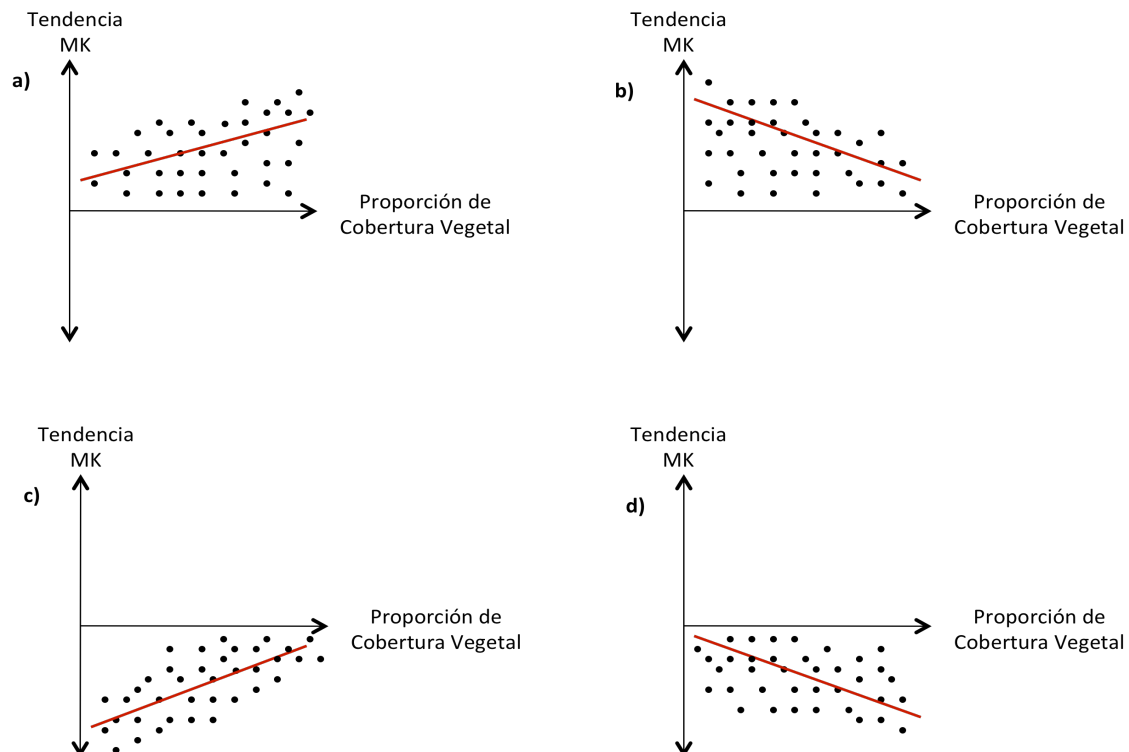 Tendencia
MK
a)
Proporción de
Cobertura Vegetal
Tendencia
MK
b)
Proporción de
Cobertura Vegetal
Tendencia
MK
c)
Proporción de
Cobertura Vegetal
Tendencia
MK
d)
Proporción de
Cobertura Vegetal